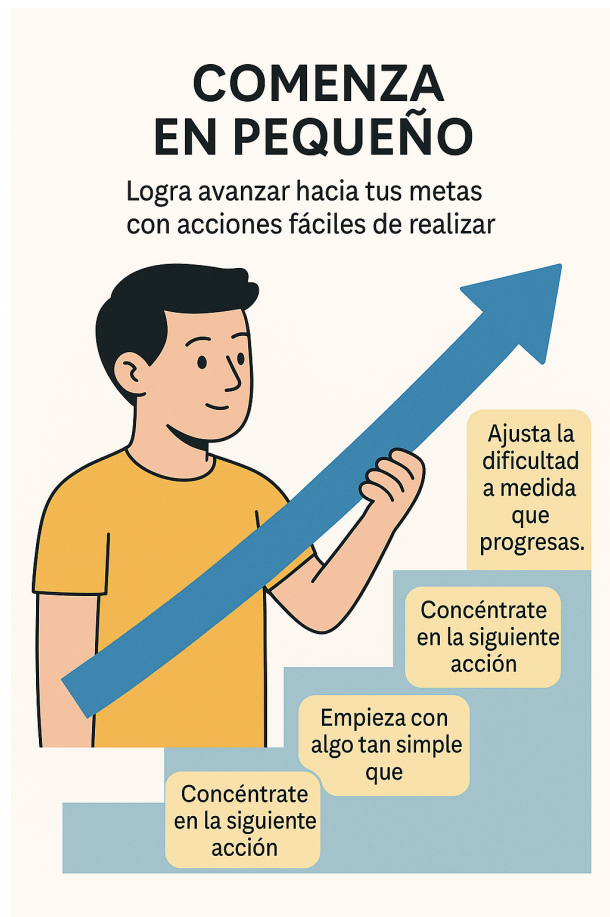 COMENZA
EN PEQUEÑO
Logra avanzar hacia tus metas
con acciones fáciles de realizar
Ajusta la
dificultad
a medida
que
progresas.
Concéntrate
en la siguiente
acción
Empieza con
algo tan simple
que
Concéntrate
en la siguiente
acción